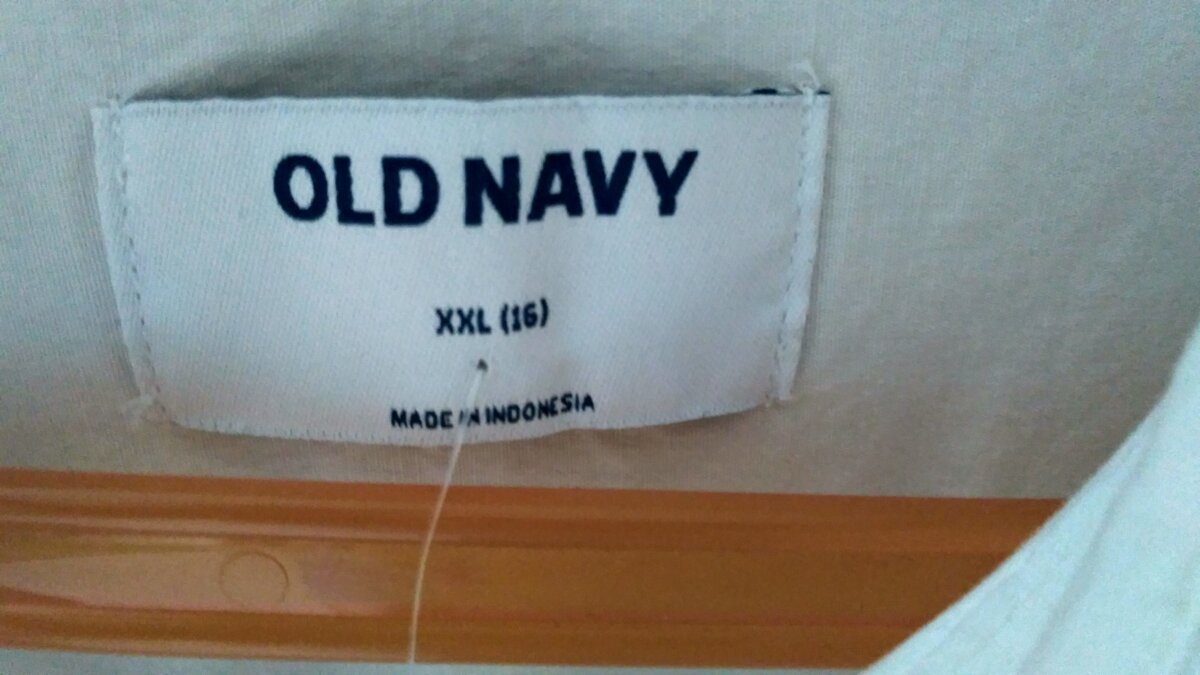 OLD NAVY
XXL (16)
MADE IN INDONESIA